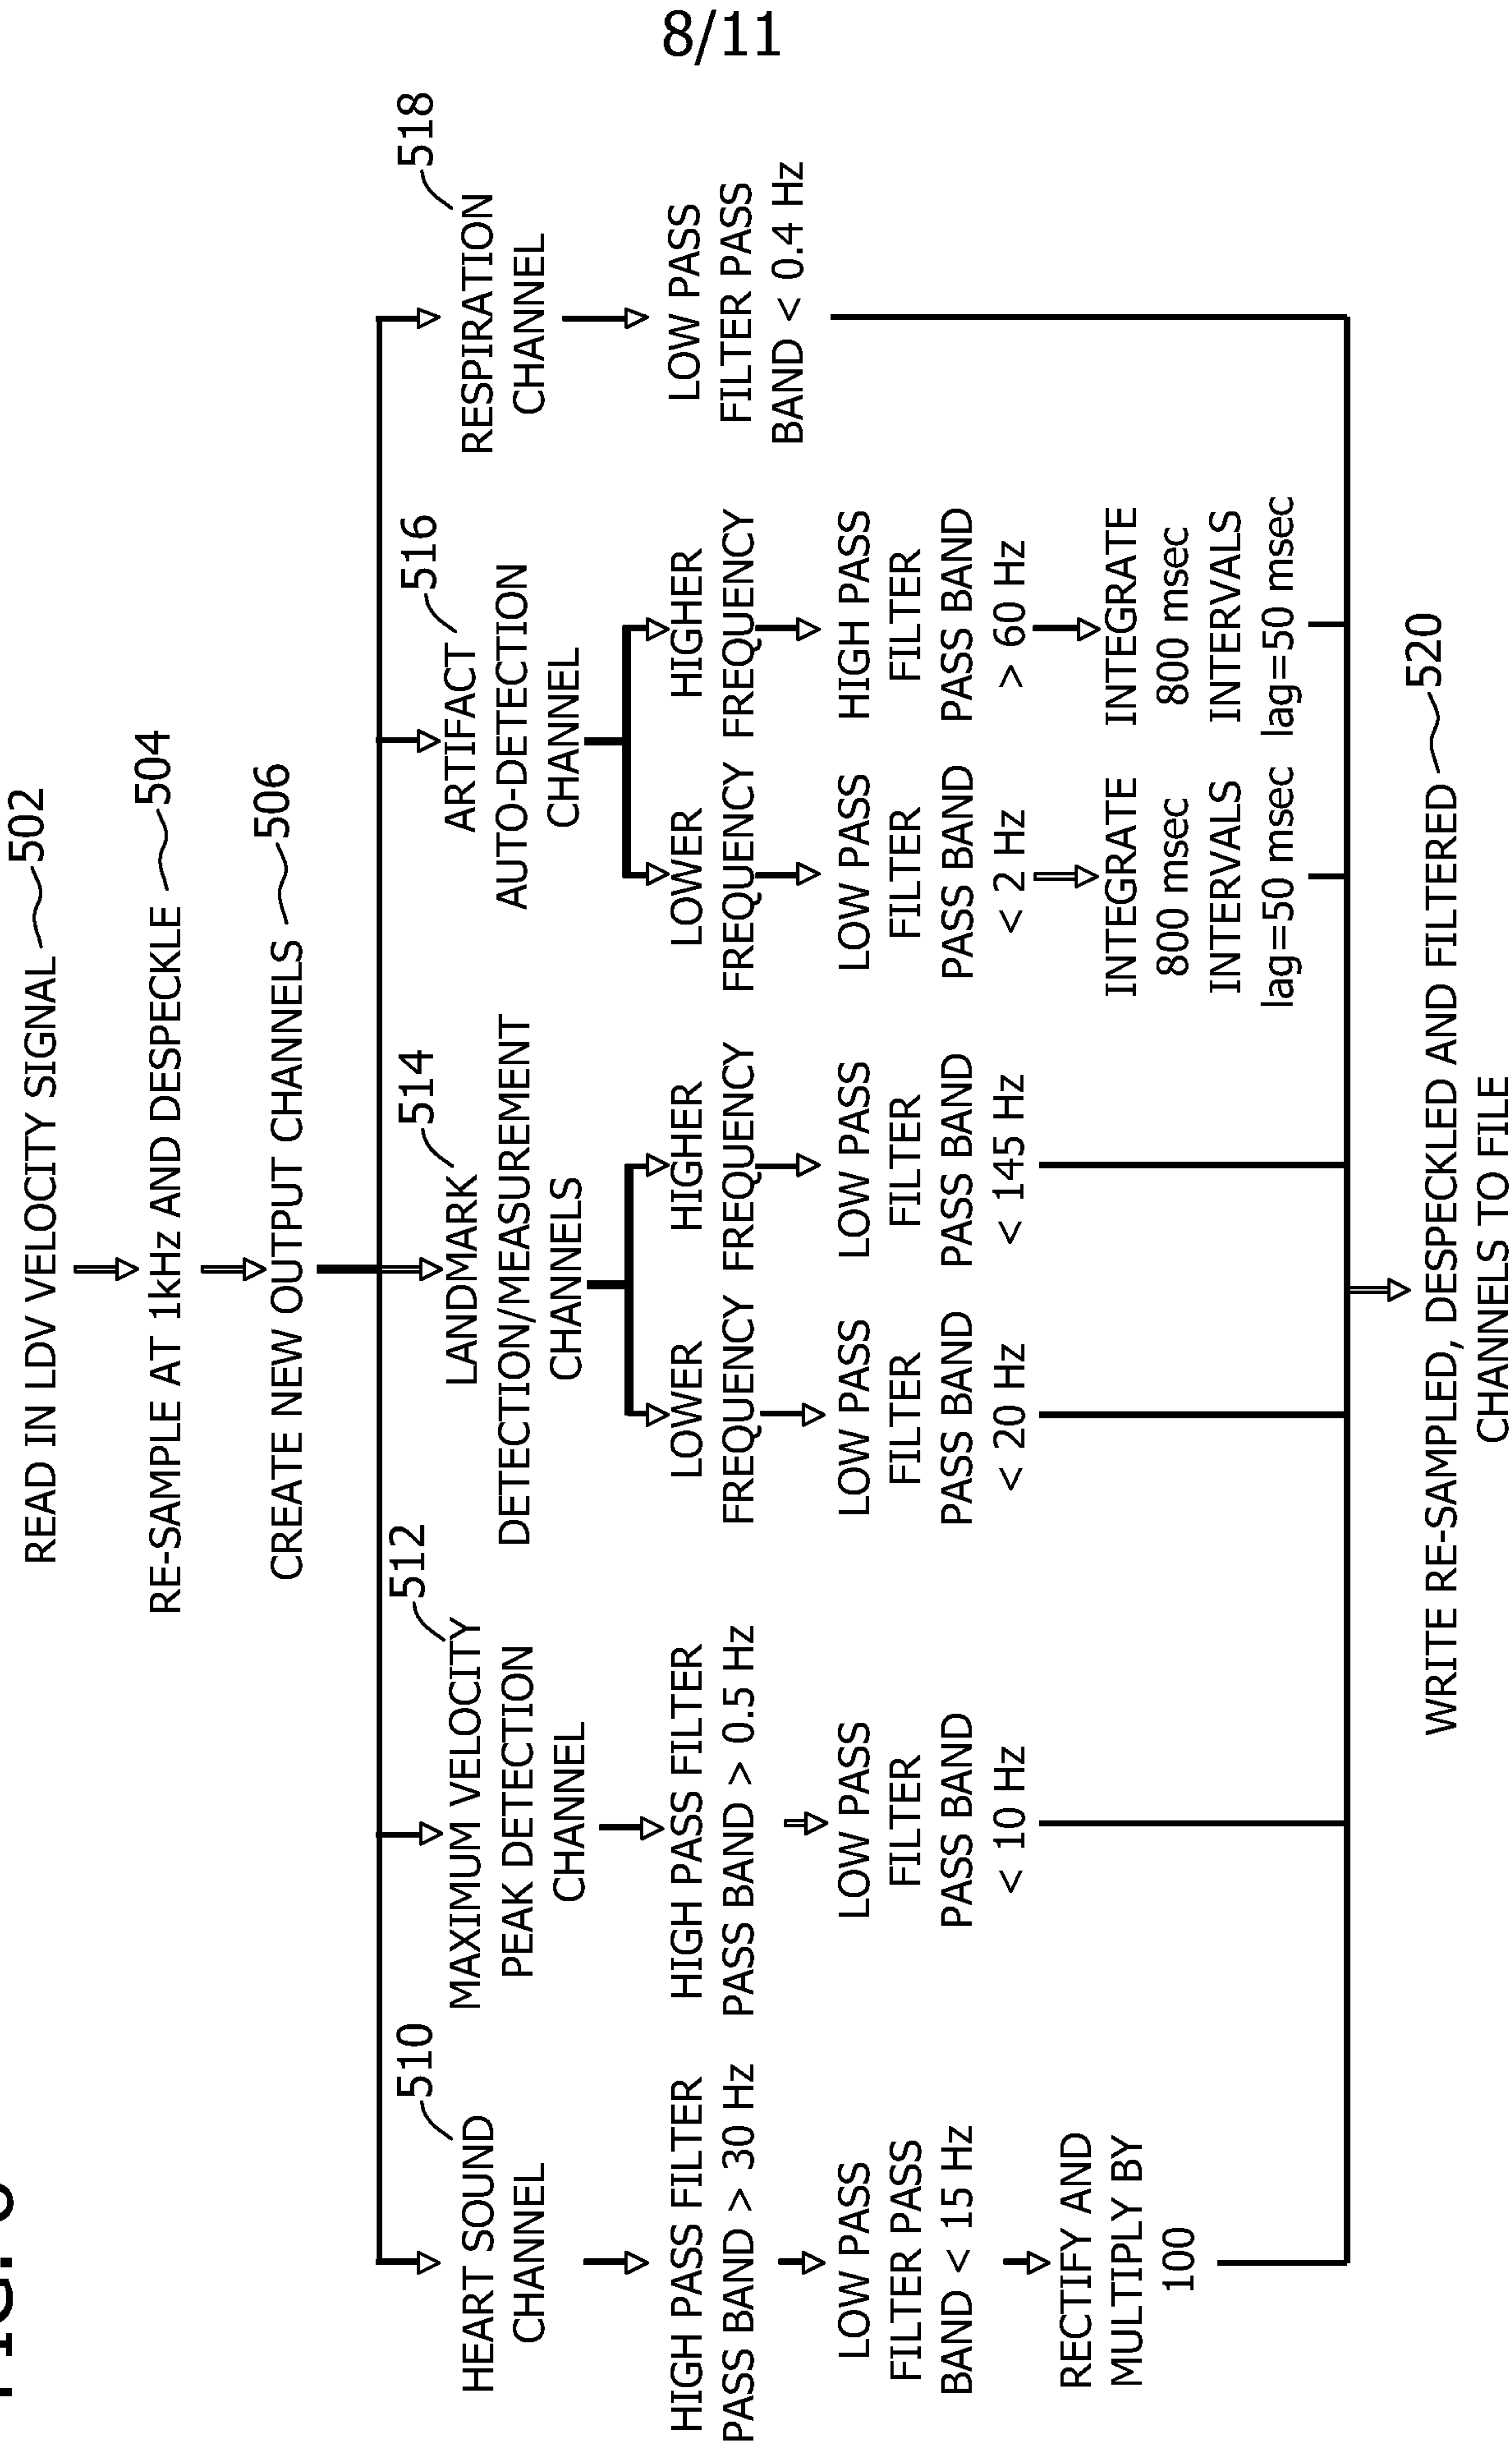 8/11
READ IN LDV VELOCITY SIGNAL 502
RE-SAMPLE AT 1kHz AND DESPECKLE 504
CREATE NEW OUTPUT CHANNELS 506
510
HEART SOUND
CHANNEL
HIGH PASS FILTER
PASS BAND > 30 Hz
LOW PASS
FILTER PASS
BAND < 15 Hz
RECTIFY AND
MULTIPLY BY
100
512
MAXIMUM VELOCITY
PEAK DETECTION
CHANNEL
HIGH PASS FILTER
PASS BAND > 0.5 Hz
LOW PASS
FILTER
PASS BAND
< 10 Hz
514
LANDMARK
DETECTION/MEASUREMENT
CHANNELS
LOWER
FREQUENCY
LOW PASS
FILTER
PASS BAND
< 20 Hz
HIGHER
FREQUENCY
LOW PASS
FILTER
PASS BAND
< 145 Hz
516
ARTIFACT
AUTO-DETECTION
CHANNEL
LOWER
FREQUENCY
LOW PASS
FILTER
PASS BAND
< 2 Hz
INTEGRATE
800 msec
INTERVALS
lag=50 msec
HIGHER
FREQUENCY
HIGH PASS
FILTER
PASS BAND
> 60 Hz
INTEGRATE
800 msec
INTERVALS
lag=50 msec
518
RESPIRATION
CHANNEL
LOW PASS
FILTER PASS
BAND < 0.4 Hz
WRITE RE-SAMPLED, DESPECKLED AND FILTERED 520
CHANNELS TO FILE